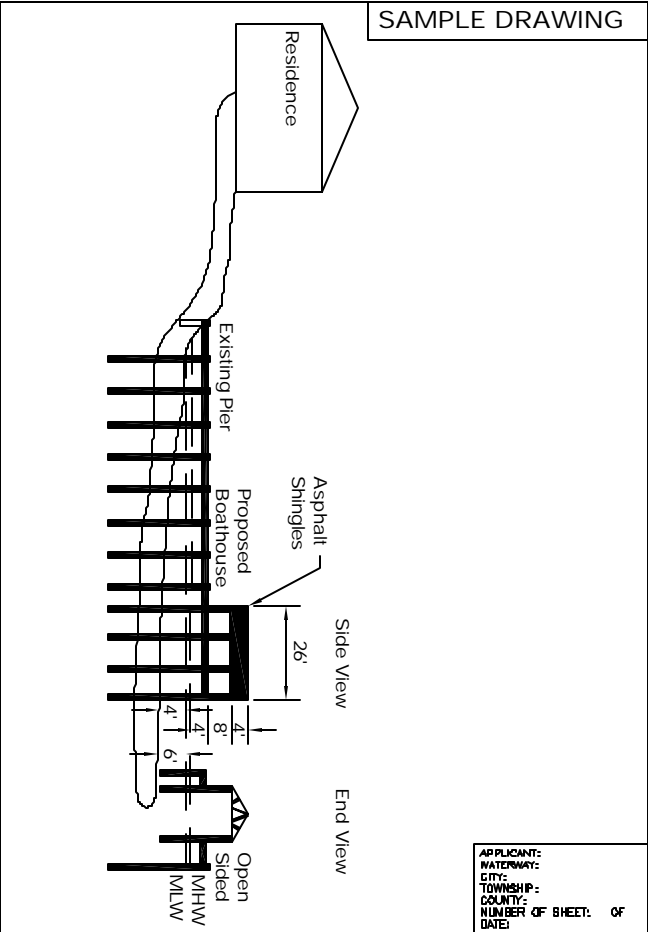 SAMPLE DRAWING
Residence
Existing Pier
Proposed
Boathouse
Asphalt
Shingles
Side View
26'
4'
8'
4'
4'
6'
End View
Open
Sided
MHW
MLW
APPLICANT:
WATERWAY:
CITY:
TOWNSHIP:
COUNTY:
NUMBER OF SHEET: OF
DATE: